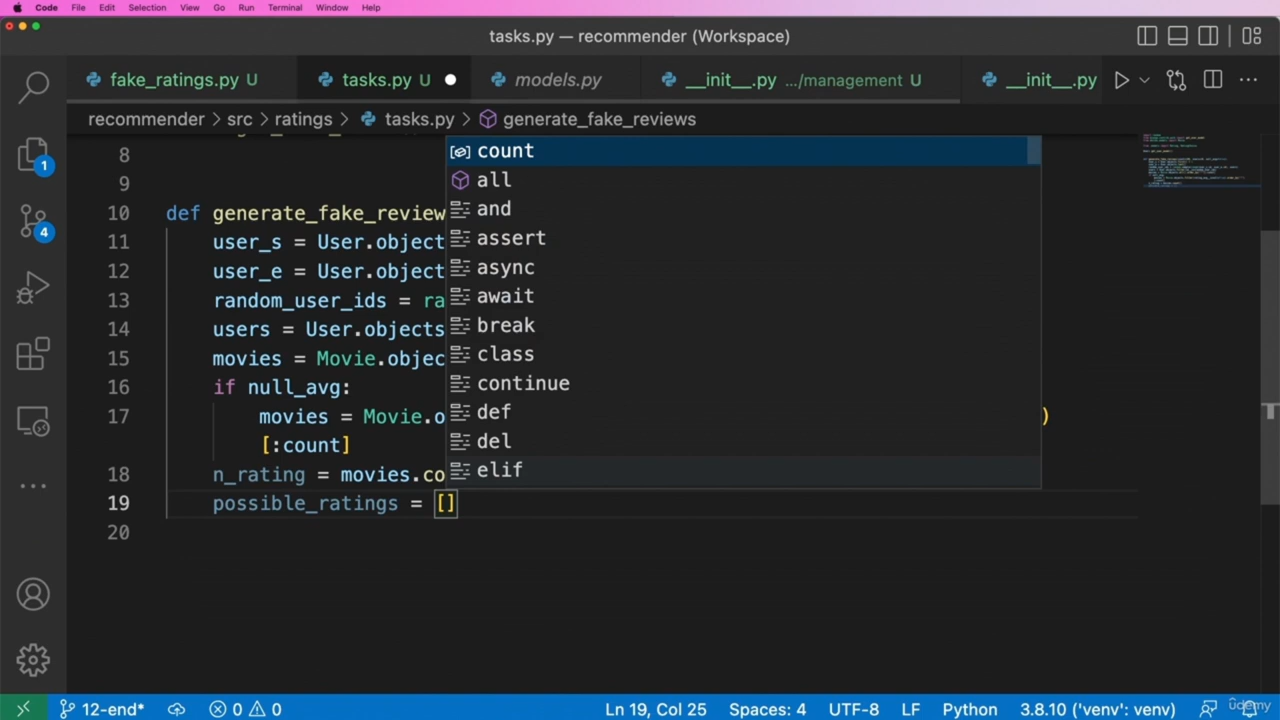 Code File Edit Selection View Go Run Terminal Window Help
tasks.py — recommender (Workspace)
fake_ratings.py U tasks.py U models.py __init__.py .../management U __init__.py
recommender > src > ratings > tasks.py > generate_fake_reviews
8
9
10 def generate_fake_review
11 user_s = User.object
12 user_e = User.object
13 random_user_ids = ra
14 users = User.objects
15 movies = Movie.objec
16 if null_avg:
17 movies = Movie.o )
[:count]
18 n_rating = movies.co
19 possible_ratings = []
20
count
all
and
assert
async
await
break
class
continue
def
del
elif
1
4
12-end* 0 0 Ln 19, Col 25 Spaces: 4 UTF-8 LF Python 3.8.10 ('venv': venv)
ûdemy